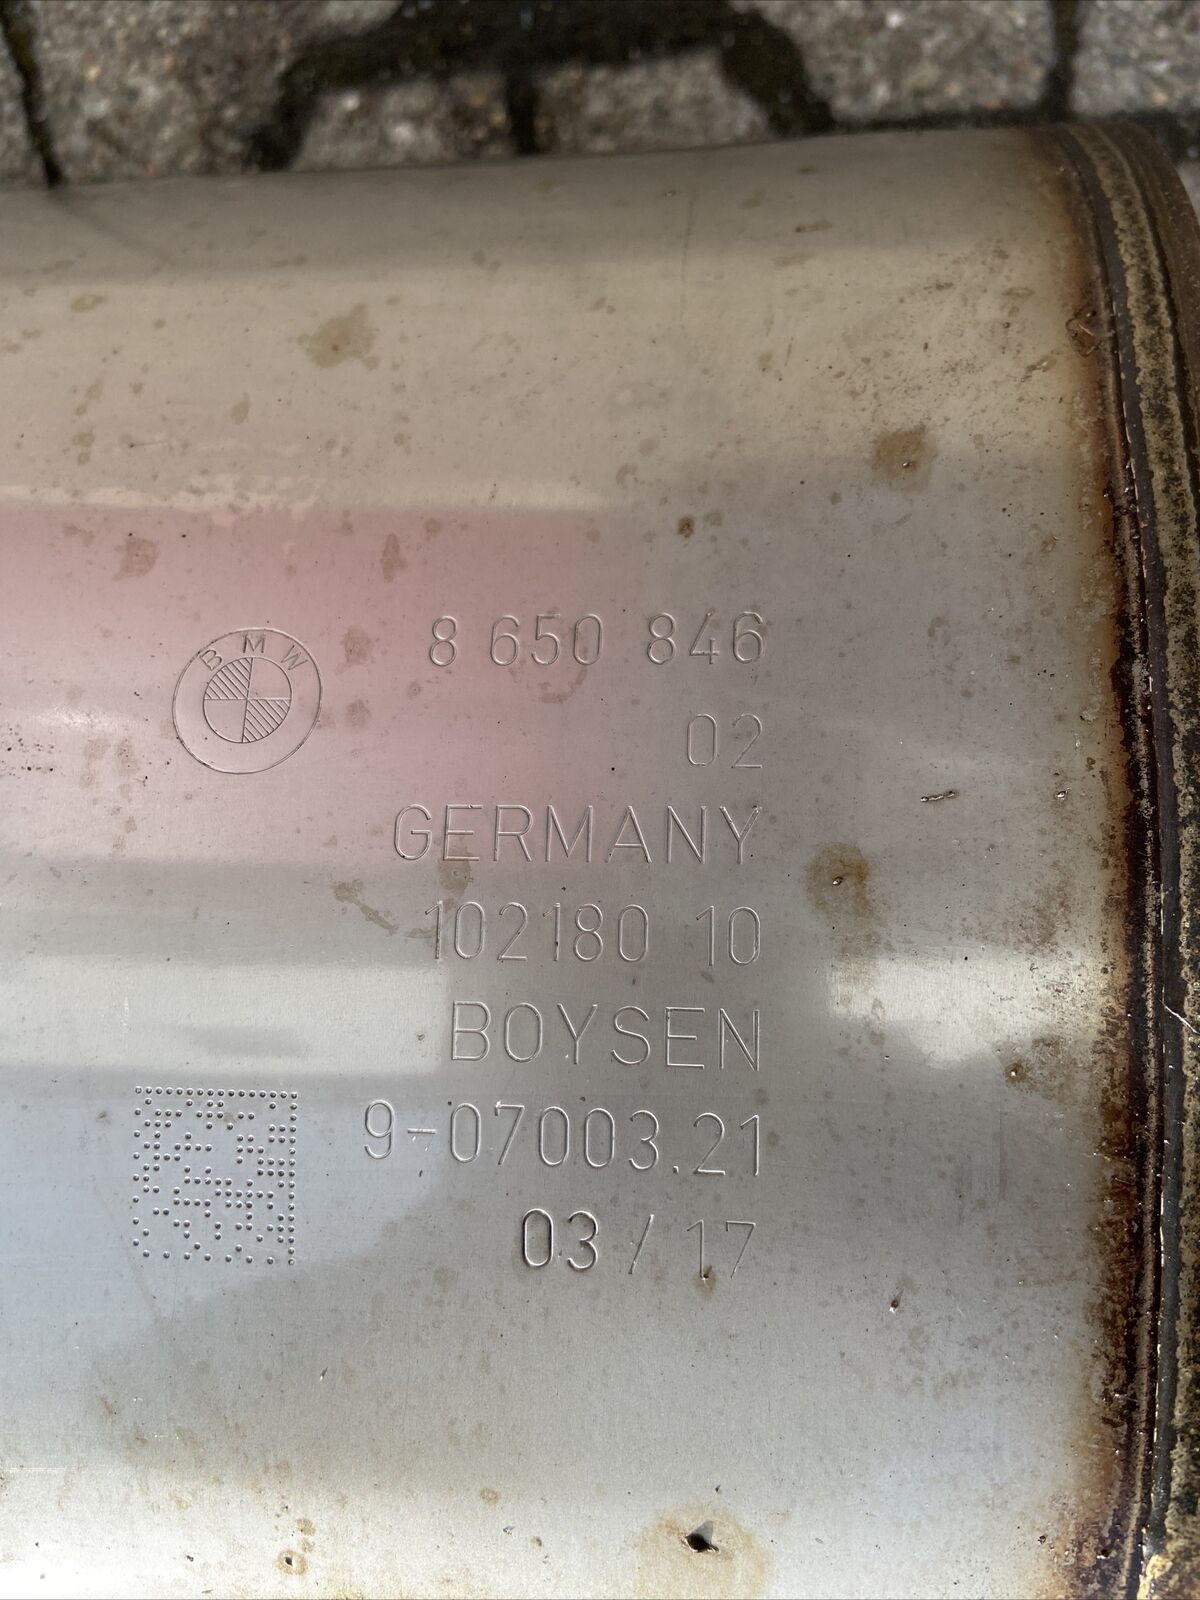 BMW
8 650 846
02
GERMANY
102180 10
BOYSEN
9-07003.21
03 / 17